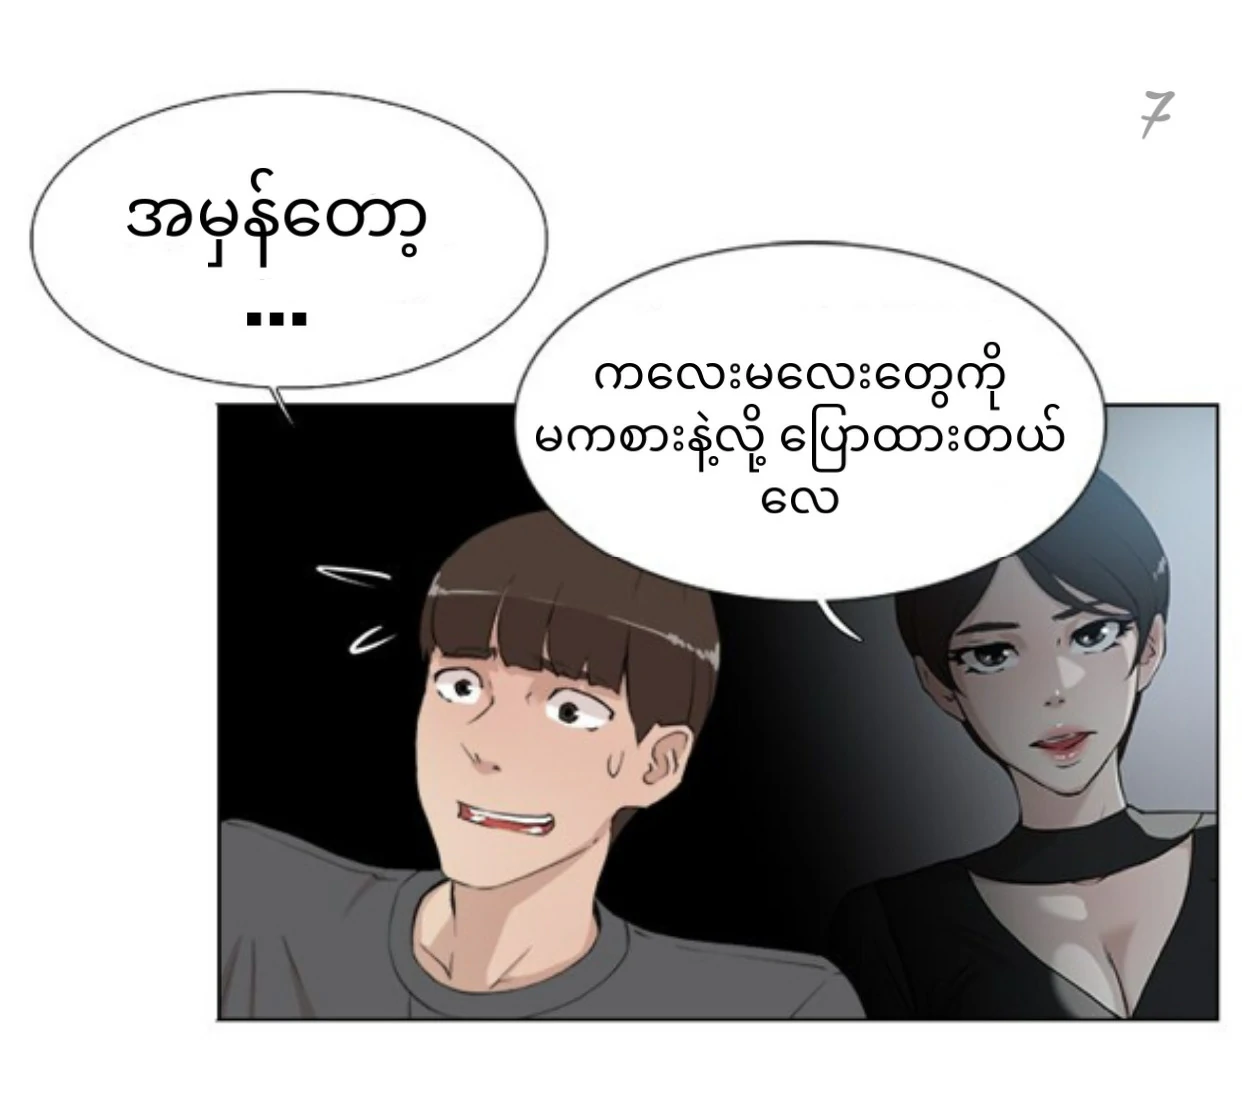 7
အမှန်တော့
...
ကလေးမလေးတွေကို
မကစားနဲ့လို့ ပြောထားတယ်
လေ